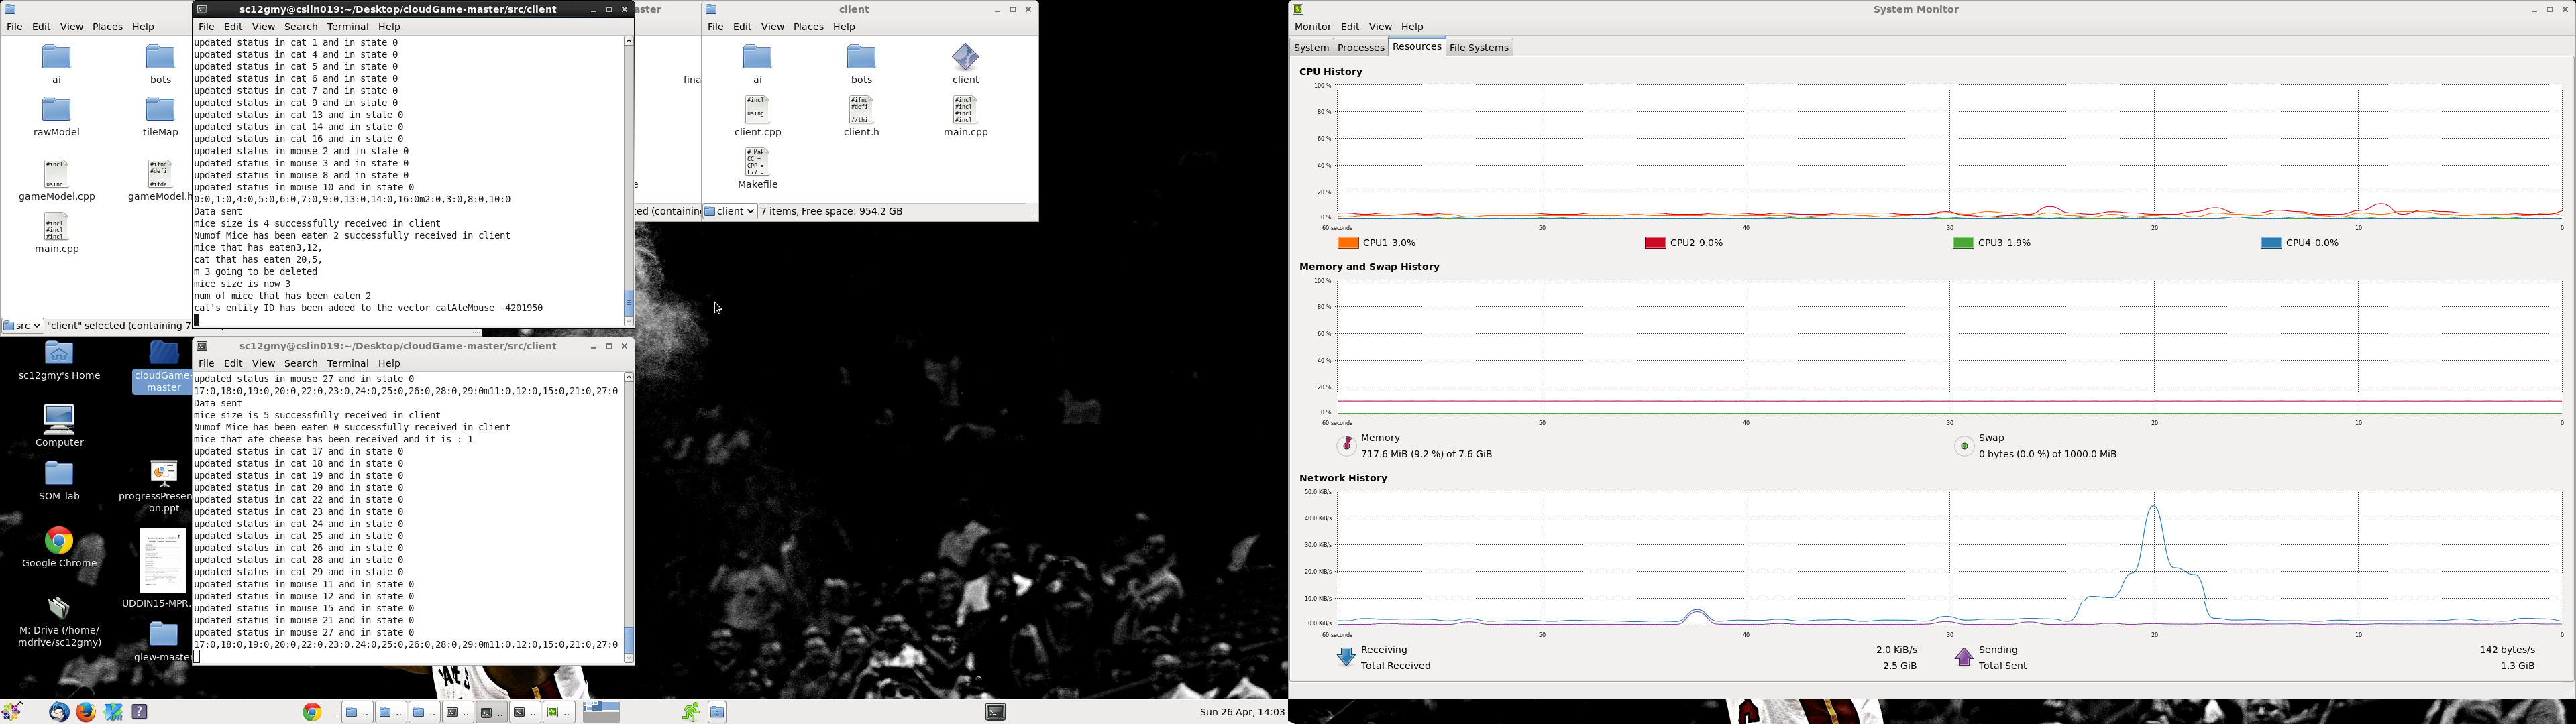 sc12gmy@cslin019:~/Desktop/cloudGame-master/src/client
File Edit View Search Terminal Help
updated status in cat 1 and in state 0
updated status in cat 4 and in state 0
updated status in cat 5 and in state 0
updated status in cat 6 and in state 0
updated status in cat 7 and in state 0
updated status in cat 9 and in state 0
updated status in cat 13 and in state 0
updated status in cat 14 and in state 0
updated status in cat 16 and in state 0
updated status in mouse 2 and in state 0
updated status in mouse 3 and in state 0
updated status in mouse 8 and in state 0
updated status in mouse 10 and in state 0
0:0,1:0,4:0,5:0,6:0,7:0,9:0,13:0,14:0,16:0m2:0,3:0,8:0,10:0
Data sent
mice size is 4 successfully received in client
Numof Mice has been eaten 2 successfully received in client
mice that has eaten3,12,
cat that has eaten 20,5,
m 3 going to be deleted
mice size is now 3
num of mice that has been eaten 2
cat's entity ID has been added to the vector catAteMouse -4201950
File Edit View Places Help
ai
bots
rawModel
tileMap
#incl
using
gameModel.cpp
#ifnd
#defi
#ifde
gameModel.h
#incl
#incl
#incl
main.cpp
src "client" selected (containing 7
ster
fina
e
ted (containin
client
File Edit View Places Help
ai
bots
client
#incl
using
client.cpp
#ifnd
#defi
//thi
client.h
#incl
#incl
#incl
#incl
main.cpp
# Mak
CC =
CPP =
F77 =
Makefile
client 7 items, Free space: 954.2 GB
sc12gmy@cslin019:~/Desktop/cloudGame-master/src/client
File Edit View Search Terminal Help
updated status in mouse 27 and in state 0
17:0,18:0,19:0,20:0,22:0,23:0,24:0,25:0,26:0,28:0,29:0m11:0,12:0,15:0,21:0,27:0
Data sent
mice size is 5 successfully received in client
Numof Mice has been eaten 0 successfully received in client
mice that ate cheese has been received and it is : 1
updated status in cat 17 and in state 0
updated status in cat 18 and in state 0
updated status in cat 19 and in state 0
updated status in cat 20 and in state 0
updated status in cat 22 and in state 0
updated status in cat 23 and in state 0
updated status in cat 24 and in state 0
updated status in cat 25 and in state 0
updated status in cat 26 and in state 0
updated status in cat 28 and in state 0
updated status in cat 29 and in state 0
updated status in mouse 11 and in state 0
updated status in mouse 12 and in state 0
updated status in mouse 15 and in state 0
updated status in mouse 21 and in state 0
updated status in mouse 27 and in state 0
17:0,18:0,19:0,20:0,22:0,23:0,24:0,25:0,26:0,28:0,29:0m11:0,12:0,15:0,21:0,27:0
sc12gmy's Home
cloudGame-
master
Computer
SOM_lab
progressPresen
on.ppt
Google Chrome
UDDIN15-MPR.
M: Drive (/home/
mdrive/sc12gmy)
glew-master
Sun 26 Apr, 14:03
System Monitor
Monitor Edit View Help
System Processes Resources File Systems
CPU History
100 %
80 %
60 %
40 %
20 %
0 %
60 seconds 50 40 30 20 10 0
CPU1 3.0% CPU2 9.0% CPU3 1.9% CPU4 0.0%
Memory and Swap History
100 %
80 %
60 %
40 %
20 %
0 %
60 seconds 50 40 30 20 10 0
Memory
717.6 MiB (9.2 %) of 7.6 GiB
Swap
0 bytes (0.0 %) of 1000.0 MiB
Network History
50.0 KiB/s
40.0 KiB/s
30.0 KiB/s
20.0 KiB/s
10.0 KiB/s
0.0 KiB/s
60 seconds 50 40 30 20 10 0
Receiving 2.0 KiB/s
Total Received 2.5 GiB
Sending 142 bytes/s
Total Sent 1.3 GiB